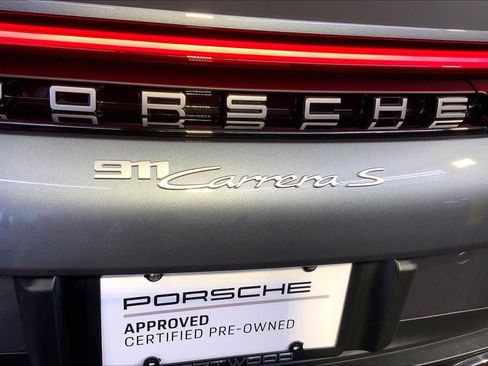 PORSCHE
911 Carrera S
PORSCHE
APPROVED
CERTIFIED PRE-OWNED